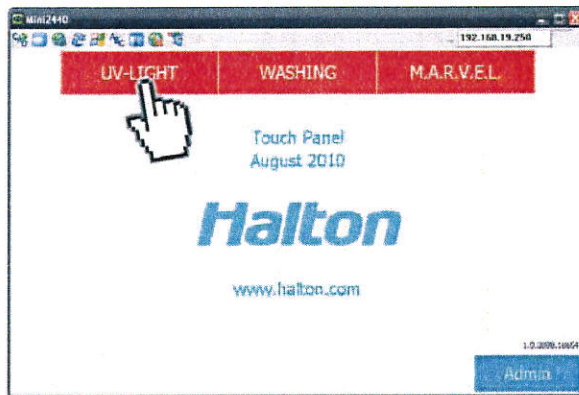 Mini2440
192.168.19.250
UV-LIGHT WASHING M.A.R.V.E.L.
Touch Panel
August 2010
Halton
www.halton.com
Admin